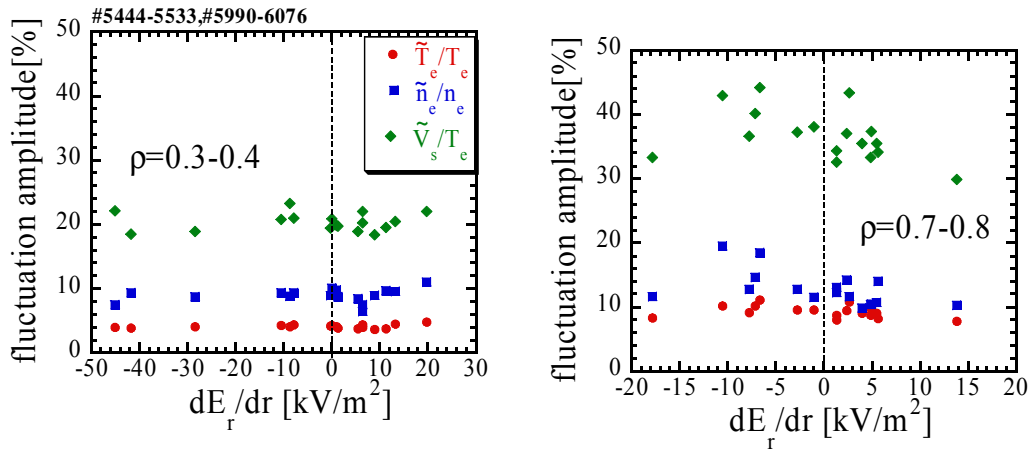 #5444-5533,#5990-6076
fluctuation amplitude[%]
50
40
30
20
10
0
T̃e/Te
ñe/ne
Ṽs/Te
ρ=0.3-0.4
-50 -40 -30 -20 -10 0 10 20 30
dEr/dr [kV/m²]
fluctuation amplitude[%]
50
40
30
20
10
0
ρ=0.7-0.8
-20 -15 -10 -5 0 5 10 15 20
dEr/dr [kV/m²]